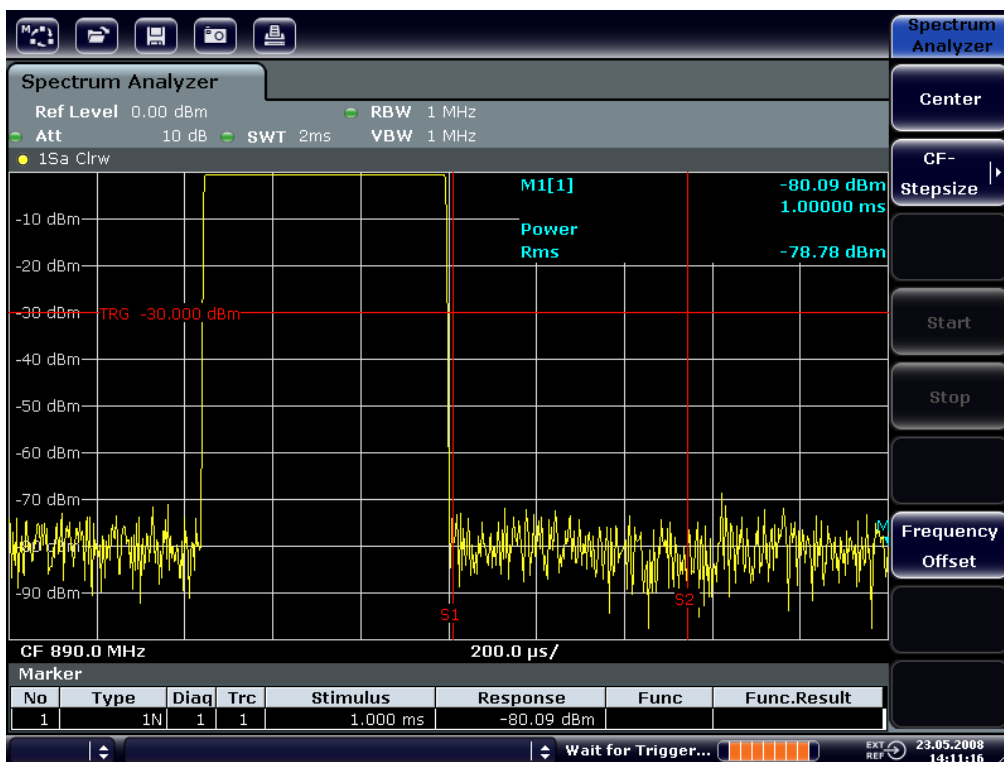 Spectrum Analyzer
Spectrum Analyzer
Ref Level 0.00 dBm RBW 1 MHz
Att 10 dB SWT 2ms VBW 1 MHz
1Sa Clrw
M1[1] -80.09 dBm
1.00000 ms
Power
Rms -78.78 dBm
-10 dBm
-20 dBm
-30 dBm
TRG -30.000 dBm
-40 dBm
-50 dBm
-60 dBm
-70 dBm
-80 dBm
-90 dBm
S1
S2
CF 890.0 MHz 200.0 µs/
Marker
No Type Diag Trc Stimulus Response Func Func.Result
1 1N 1 1 1.000 ms -80.09 dBm
Wait for Trigger... EXT REF 23.05.2008 14:11:16
Center
CF-Stepsize
Start
Stop
Frequency Offset